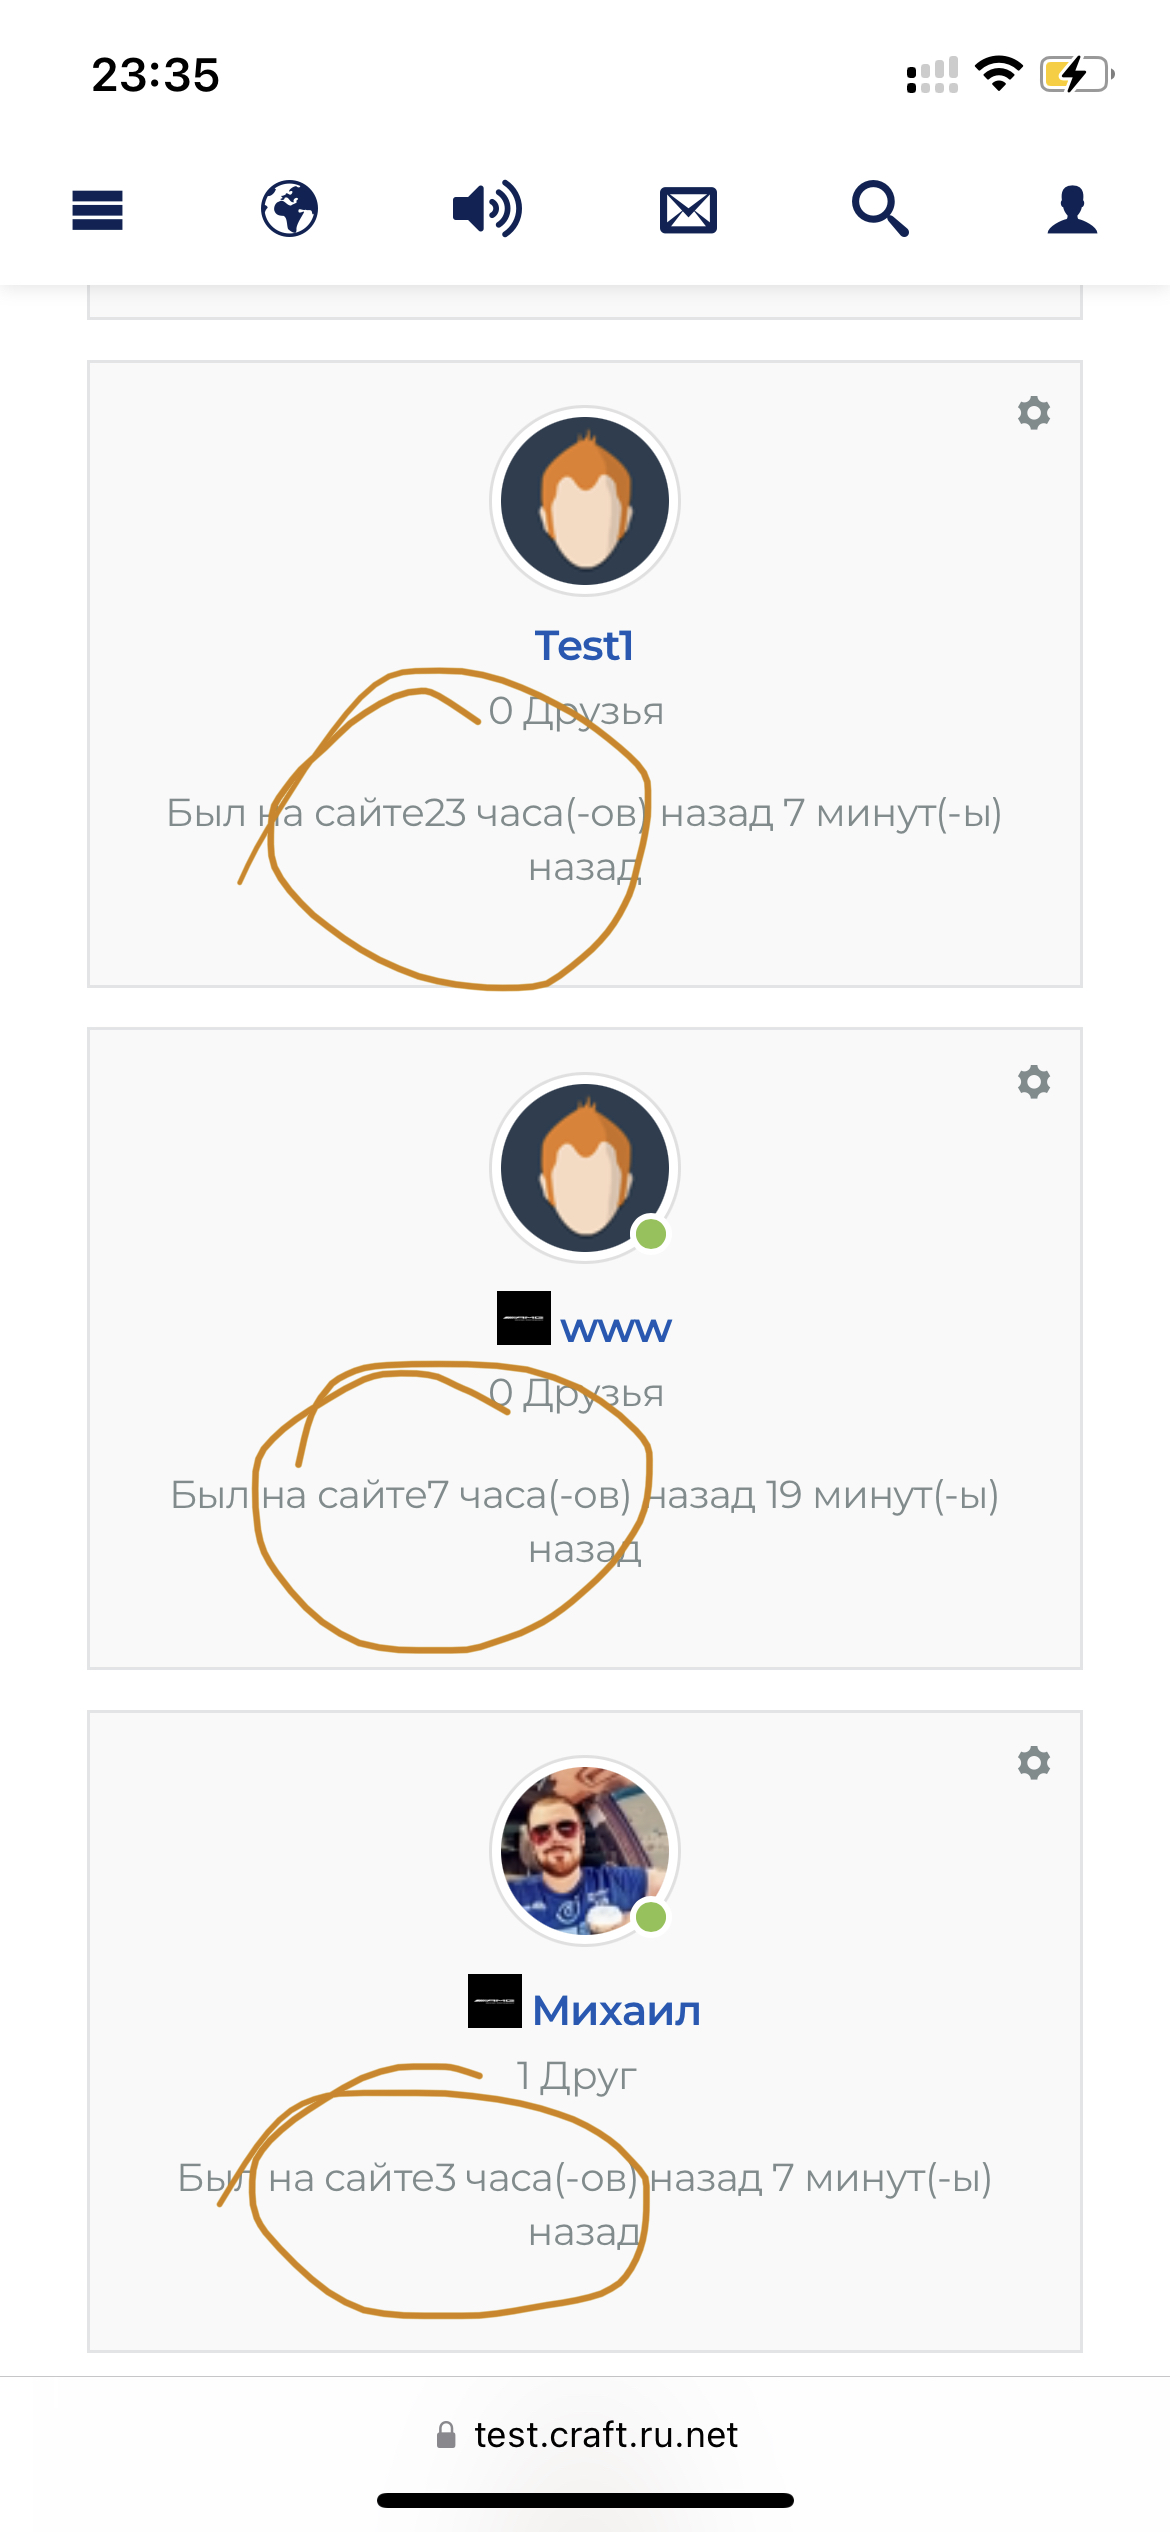 23:35
Test1
0 Друзья
Был на сайте23 часа(-ов) назад 7 минут(-ы)
назад
www
0 Друзья
Был на сайте7 часа(-ов) назад 19 минут(-ы)
назад
Михаил
1 Друг
Был на сайте3 часа(-ов) назад 7 минут(-ы)
назад
test.craft.ru.net